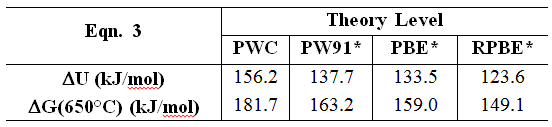 Eqn. 3 Theory Level
PWC PW91* PBE* RPBE*
ΔU (kJ/mol) 156.2 137.7 133.5 123.6
ΔG(650°C) (kJ/mol) 181.7 163.2 159.0 149.1